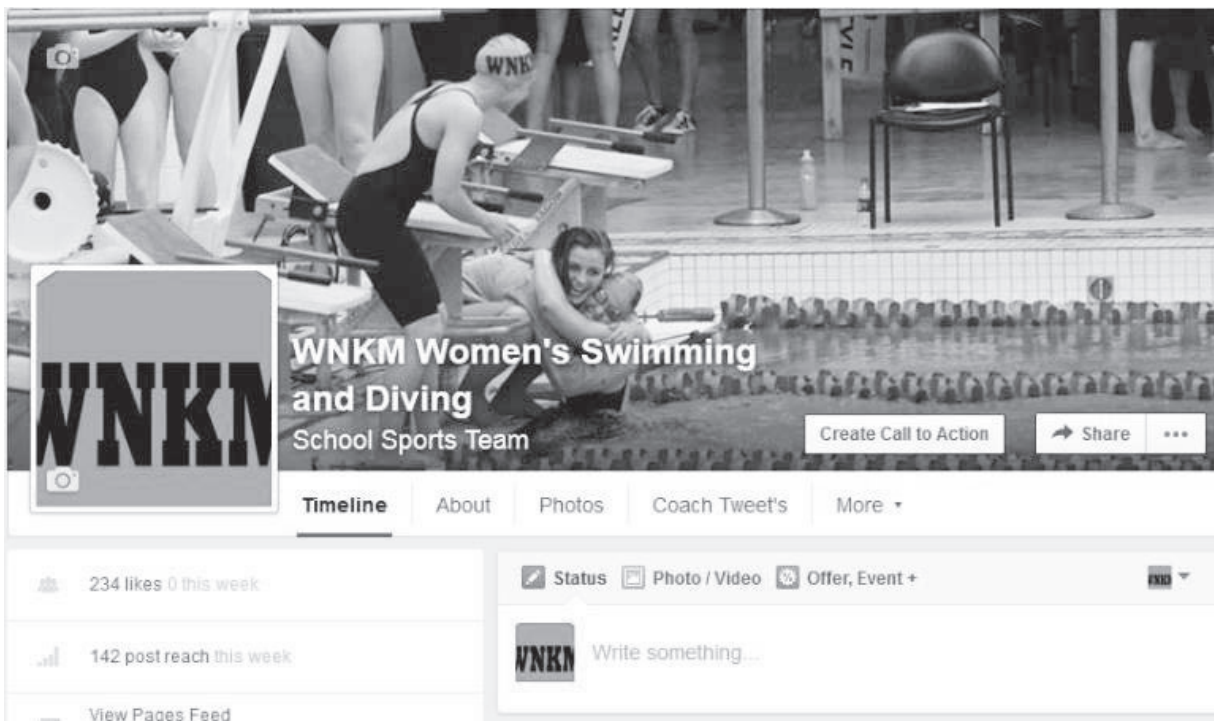 WNK
WNKM Women's Swimming
and Diving
School Sports Team
Create Call to Action
Share
WNKM
Timeline
About
Photos
Coach Tweet's
More
234 likes 0 this week
142 post reach this week
View Pages Feed
Status
Photo / Video
Offer, Event +
WNKM
WNKM
Write something...